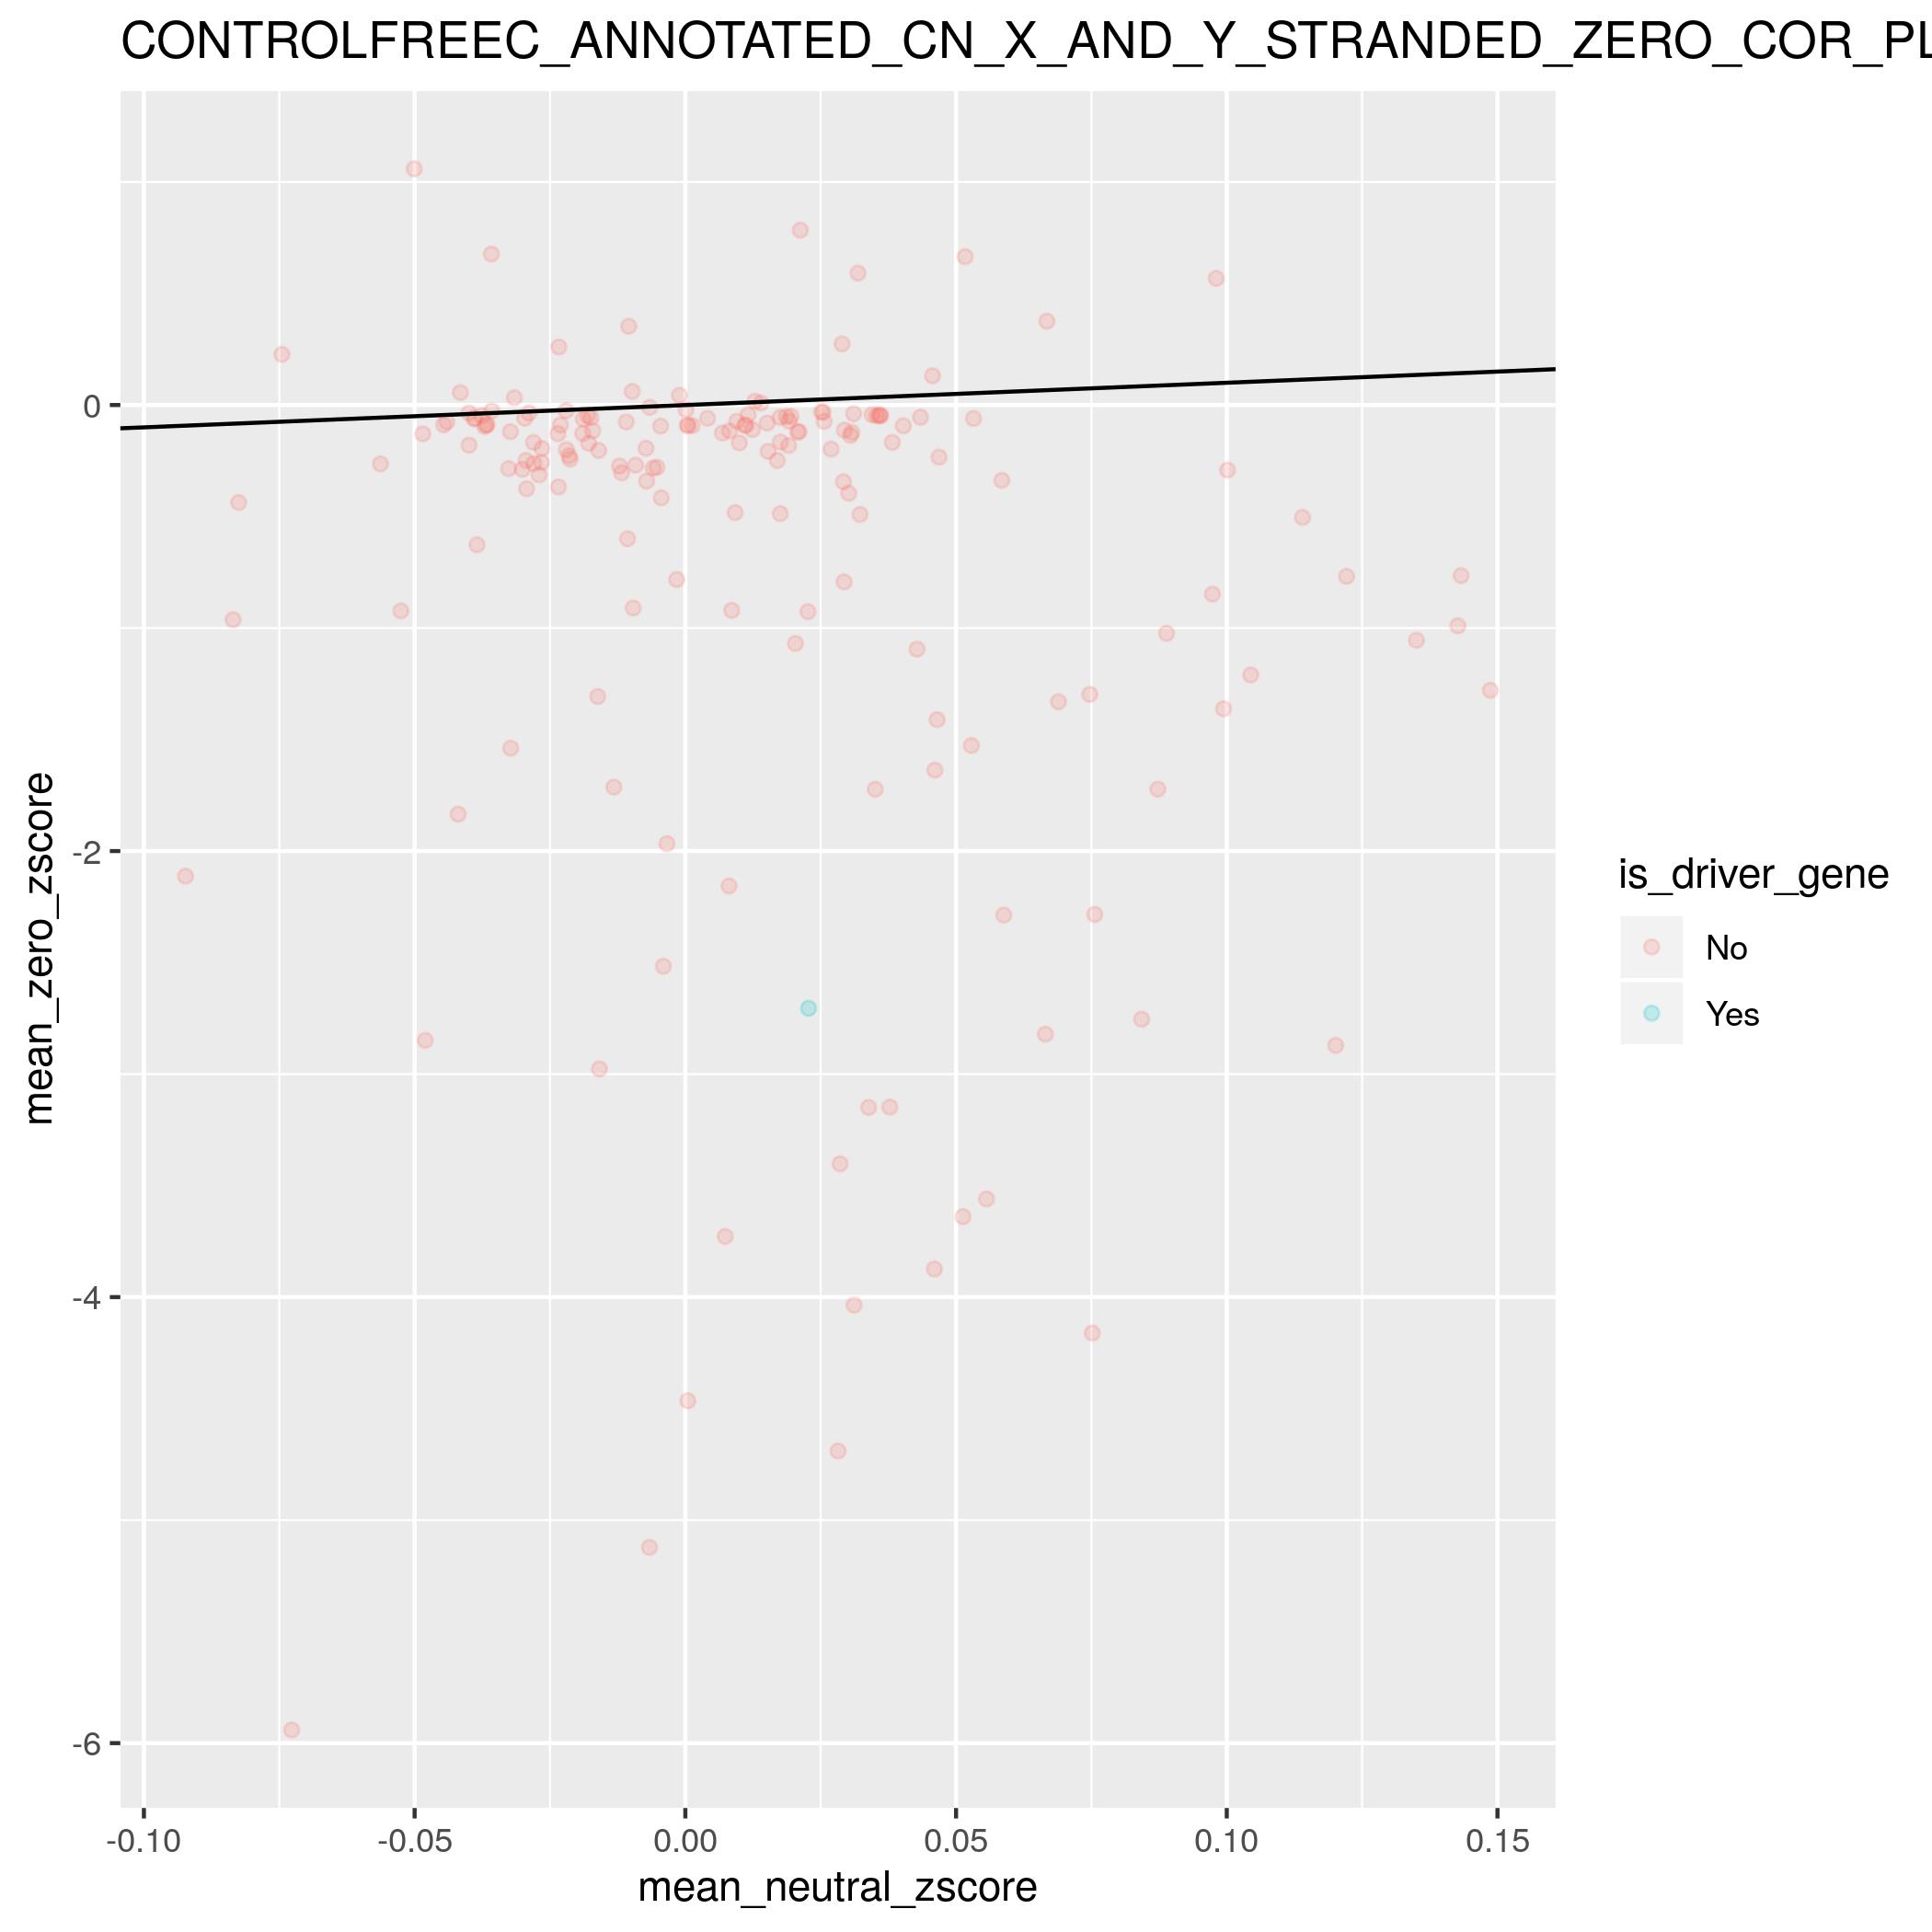 CONTROLFREEC_ANNOTATED_CN_X_AND_Y_STRANDED_ZERO_COR_PL
mean_zero_zscore
0
-2
-4
-6
-0.10
-0.05
0.00
0.05
0.10
0.15
mean_neutral_zscore
is_driver_gene
No
Yes